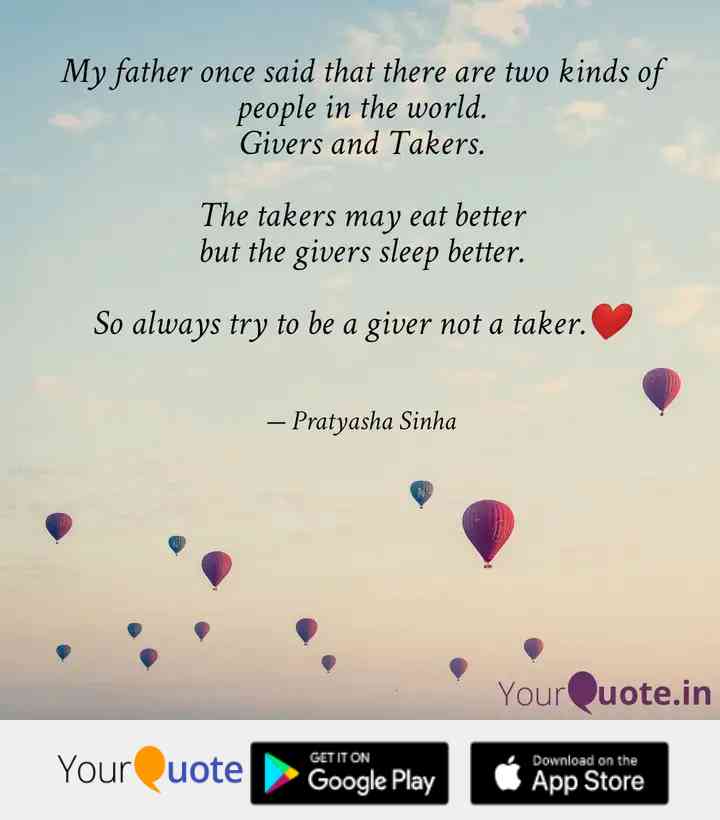 My father once said that there are two kinds of
people in the world.
Givers and Takers.
The takers may eat better
but the givers sleep better.
So always try to be a giver not a taker.❤️
— Pratyasha Sinha
YourQuote.in
YourQuote
GET IT ON
Google Play
Download on the
App Store